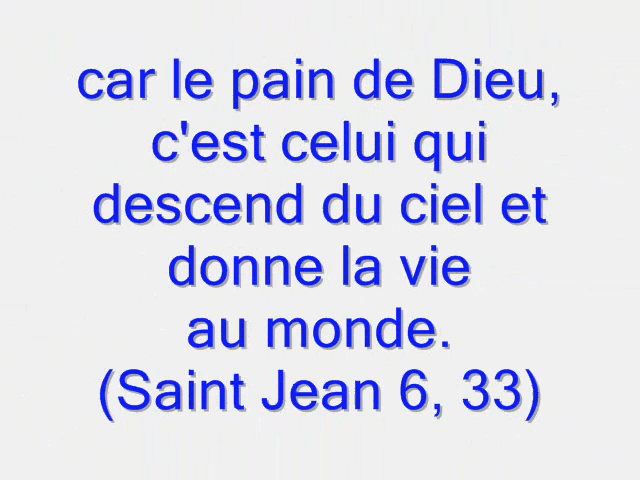 car le pain de Dieu,
c'est celui qui
descend du ciel et
donne la vie
au monde.
(Saint Jean 6, 33)